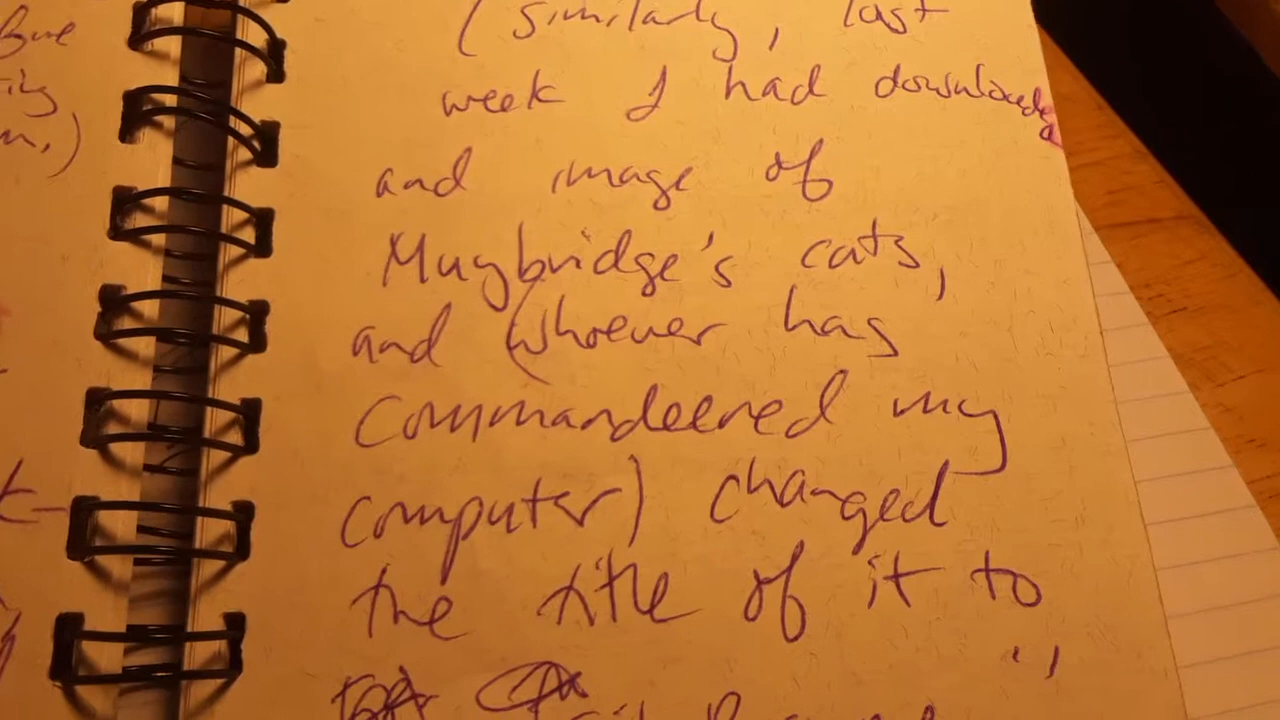 (similarly, last
week I had downloaded
and image of
Muybridge's cats,
and (whoever has
commandeered my
computer) changed
the title of it to